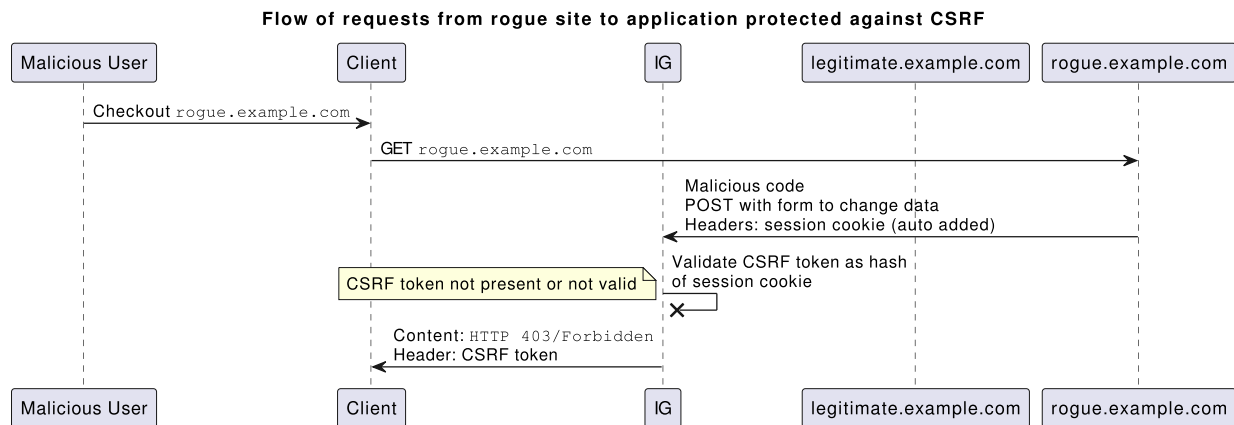 Flow of requests from rogue site to application protected against CSRF
Malicious User
Client
IG
legitimate.example.com
rogue.example.com
Checkout rogue.example.com
GET rogue.example.com
Malicious code
POST with form to change data
Headers: session cookie (auto added)
Validate CSRF token as hash
of session cookie
CSRF token not present or not valid
Content: HTTP 403/Forbidden
Header: CSRF token
Malicious User
Client
IG
legitimate.example.com
rogue.example.com